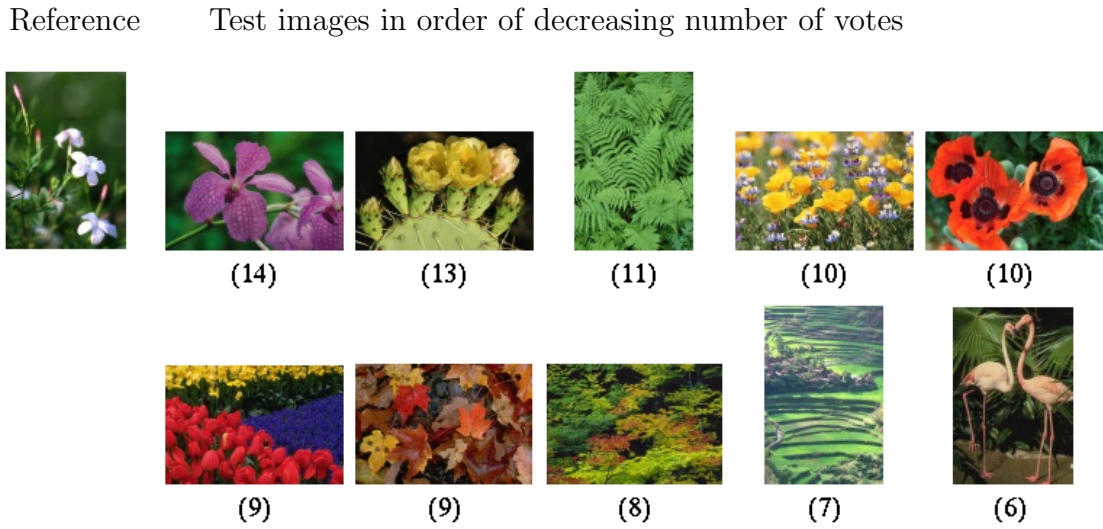 Reference Test images in order of decreasing number of votes
(14) (13) (11) (10) (10)
(9) (9) (8) (7) (6)